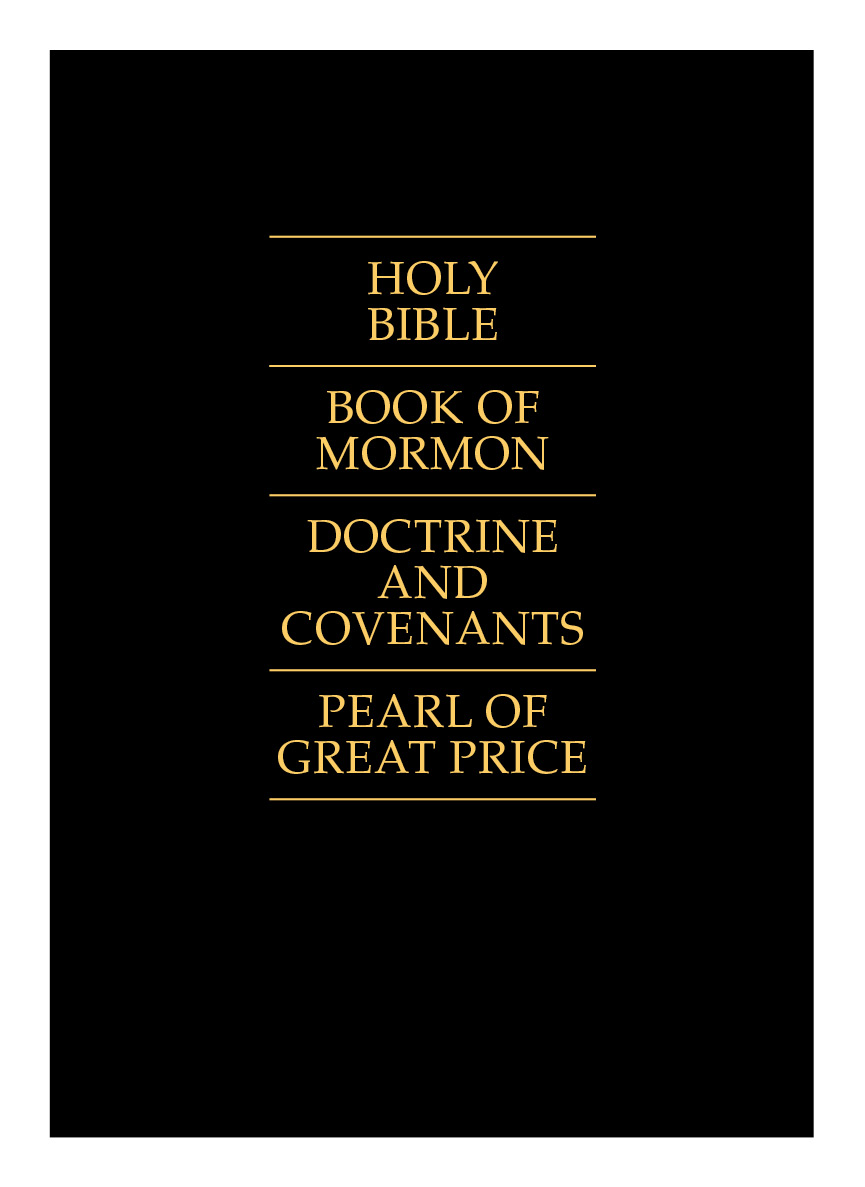 HOLY
BIBLE
BOOK OF
MORMON
DOCTRINE
AND
COVENANTS
PEARL OF
GREAT PRICE